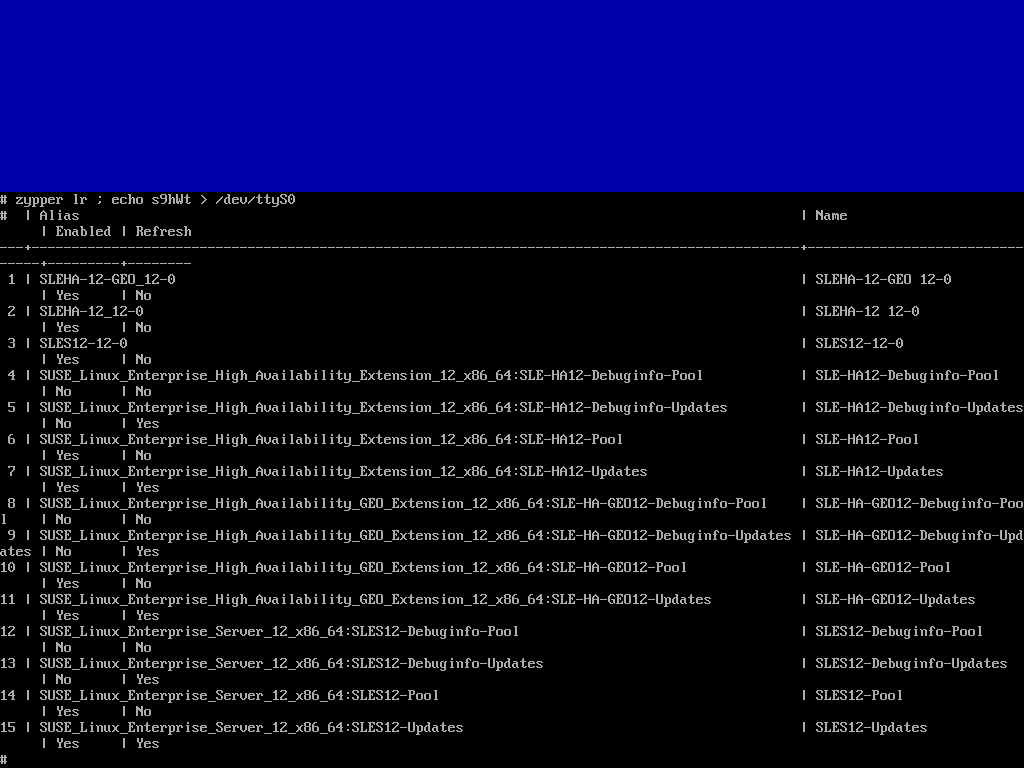 # zypper lr ; echo s9hWt > /dev/ttyS0
#  | Alias                                                                                          | Name
     | Enabled | Refresh
---+------------------------------------------------------------------------------------------------+---------------------------
-----+---------+--------
 1 | SLEHA-12-GEO_12-0                                                                              | SLEHA-12-GEO 12-0
     | Yes     | No
 2 | SLEHA-12_12-0                                                                                  | SLEHA-12 12-0
     | Yes     | No
 3 | SLES12-12-0                                                                                    | SLES12-12-0
     | Yes     | No
 4 | SUSE_Linux_Enterprise_High_Availability_Extension_12_x86_64:SLE-HA12-Debuginfo-Pool            | SLE-HA12-Debuginfo-Pool
     | No      | No
 5 | SUSE_Linux_Enterprise_High_Availability_Extension_12_x86_64:SLE-HA12-Debuginfo-Updates         | SLE-HA12-Debuginfo-Updates
     | No      | Yes
 6 | SUSE_Linux_Enterprise_High_Availability_Extension_12_x86_64:SLE-HA12-Pool                      | SLE-HA12-Pool
     | Yes     | No
 7 | SUSE_Linux_Enterprise_High_Availability_Extension_12_x86_64:SLE-HA12-Updates                   | SLE-HA12-Updates
     | Yes     | Yes
 8 | SUSE_Linux_Enterprise_High_Availability_GEO_Extension_12_x86_64:SLE-HA-GEO12-Debuginfo-Pool    | SLE-HA-GEO12-Debuginfo-Poo
l    | No      | No
 9 | SUSE_Linux_Enterprise_High_Availability_GEO_Extension_12_x86_64:SLE-HA-GEO12-Debuginfo-Updates | SLE-HA-GEO12-Debuginfo-Upd
ates | No      | Yes
10 | SUSE_Linux_Enterprise_High_Availability_GEO_Extension_12_x86_64:SLE-HA-GEO12-Pool              | SLE-HA-GEO12-Pool
     | Yes     | No
11 | SUSE_Linux_Enterprise_High_Availability_GEO_Extension_12_x86_64:SLE-HA-GEO12-Updates           | SLE-HA-GEO12-Updates
     | Yes     | Yes
12 | SUSE_Linux_Enterprise_Server_12_x86_64:SLES12-Debuginfo-Pool                                   | SLES12-Debuginfo-Pool
     | No      | No
13 | SUSE_Linux_Enterprise_Server_12_x86_64:SLES12-Debuginfo-Updates                                | SLES12-Debuginfo-Updates
     | No      | Yes
14 | SUSE_Linux_Enterprise_Server_12_x86_64:SLES12-Pool                                             | SLES12-Pool
     | Yes     | No
15 | SUSE_Linux_Enterprise_Server_12_x86_64:SLES12-Updates                                          | SLES12-Updates
     | Yes     | Yes
#